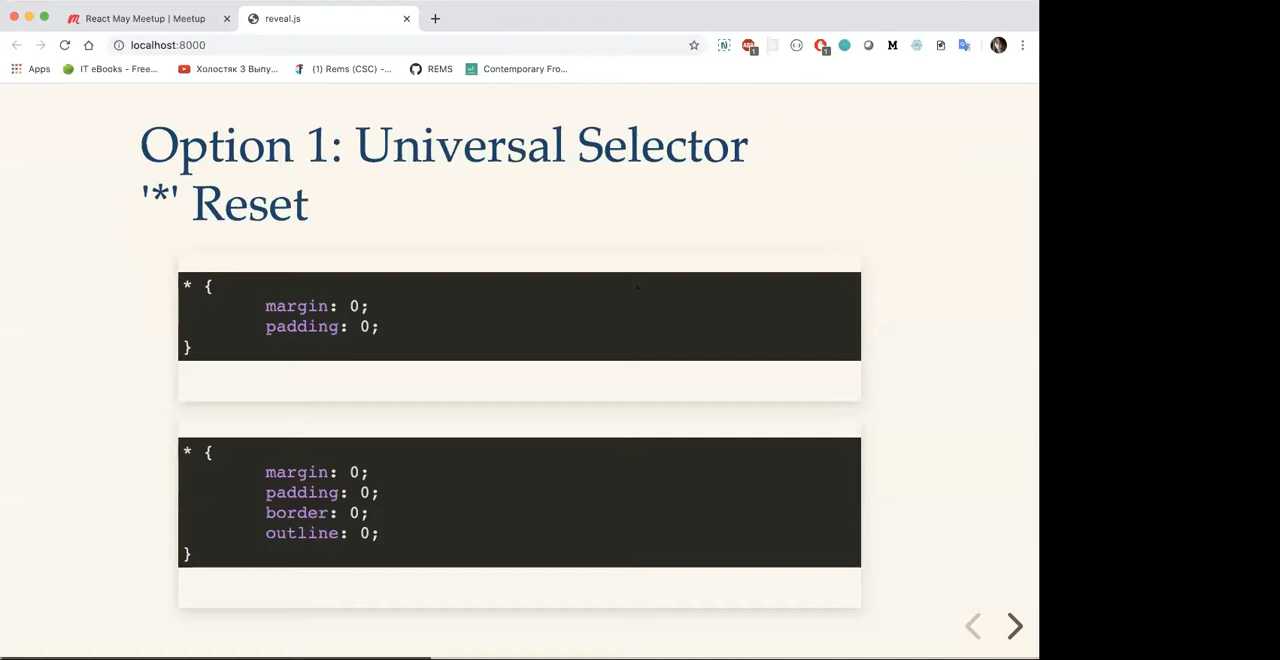 React May Meetup | Meetup
reveal.js
localhost:8000
Apps
IT eBooks - Free...
Холостяк 3 Выпу...
(1) Rems (CSC) -...
REMS
Contemporary Fro...
Option 1: Universal Selector
'*' Reset
* {
margin: 0;
padding: 0;
}
* {
margin: 0;
padding: 0;
border: 0;
outline: 0;
}